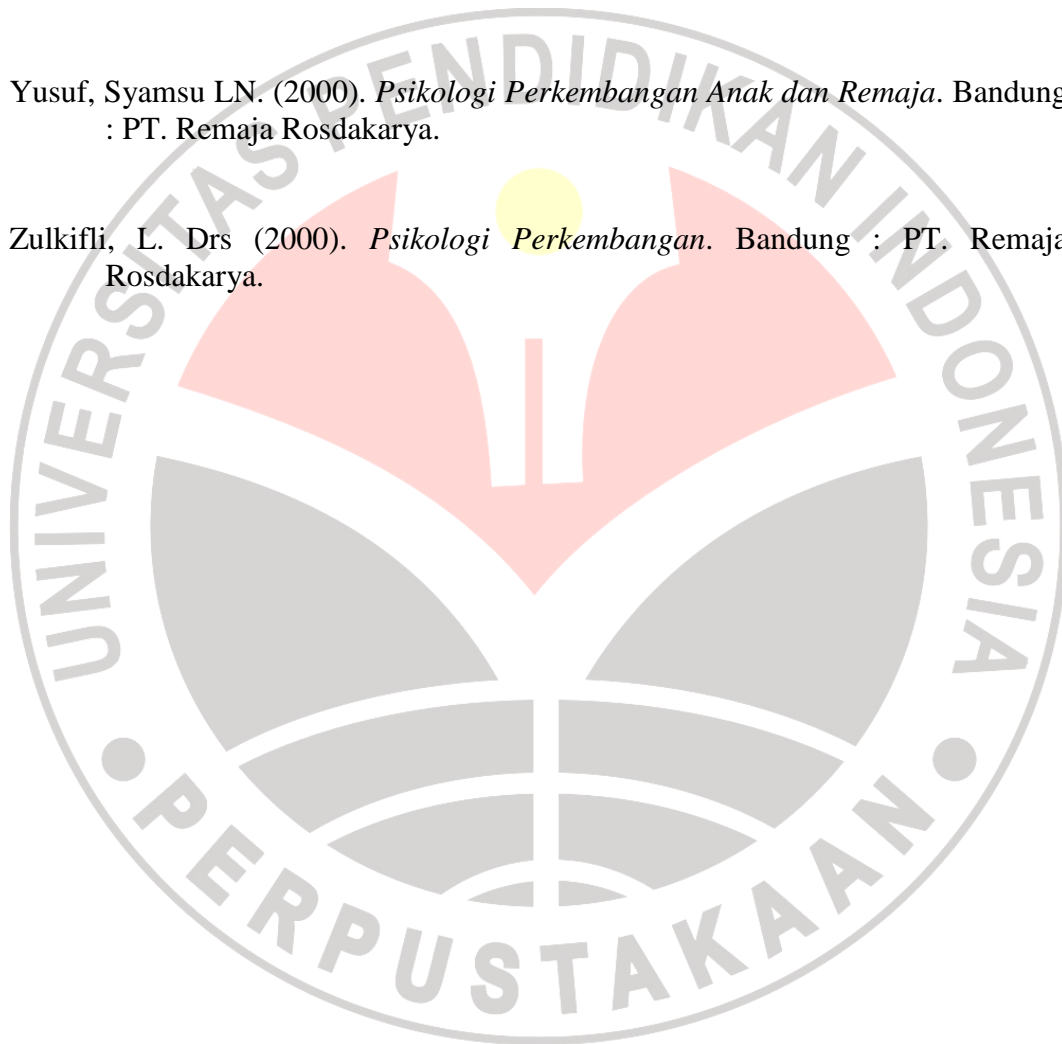 Yusuf, Syamsu LN. (2000). Psikologi Perkembangan Anak dan Remaja. Bandung
: PT. Remaja Rosdakarya.
Zulkifli, L. Drs (2000). Psikologi Perkembangan. Bandung : PT. Remaja
Rosdakarya.
UNIVERSITAS PENDIDIKAN INDONESIA
PERPUSTAKAAN